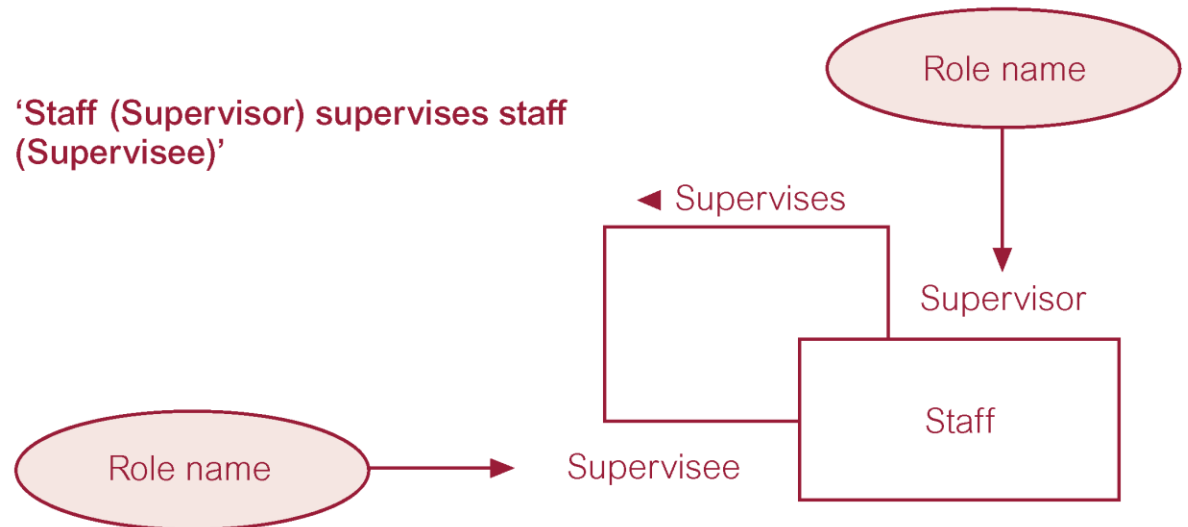 Role name
‘Staff (Supervisor) supervises staff
(Supervisee)’
◄ Supervises
Supervisor
Staff
Role name
Supervisee